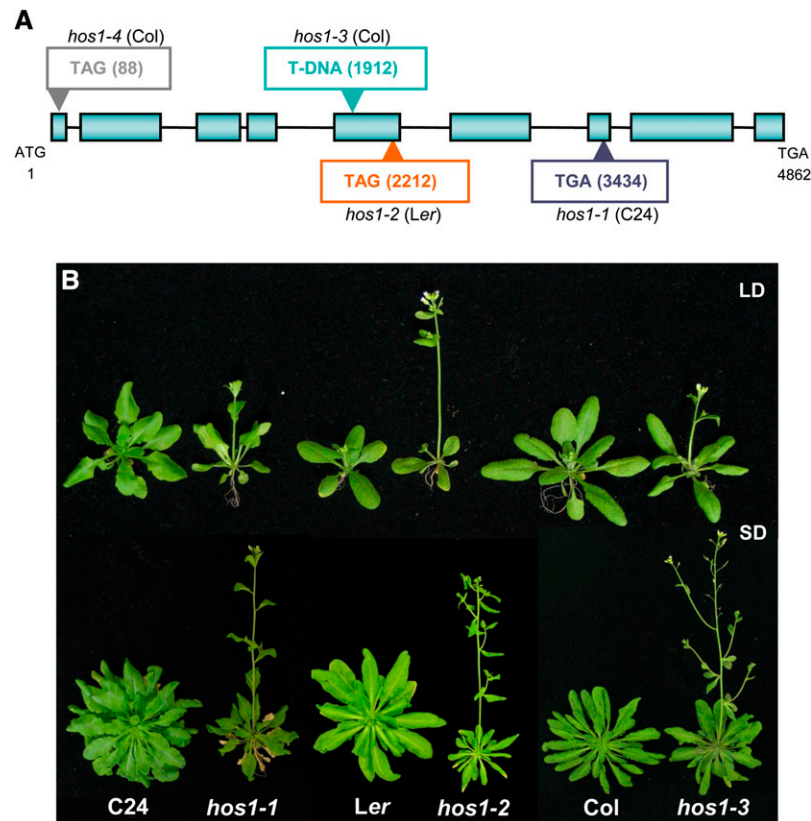 A
hos1-4 (Col)
hos1-3 (Col)
TAG (88)
T-DNA (1912)
ATG
1
TGA
4862
TAG (2212)
TGA (3434)
hos1-2 (Ler)
hos1-1 (C24)
B
LD
SD
C24
hos1-1
Ler
hos1-2
Col
hos1-3